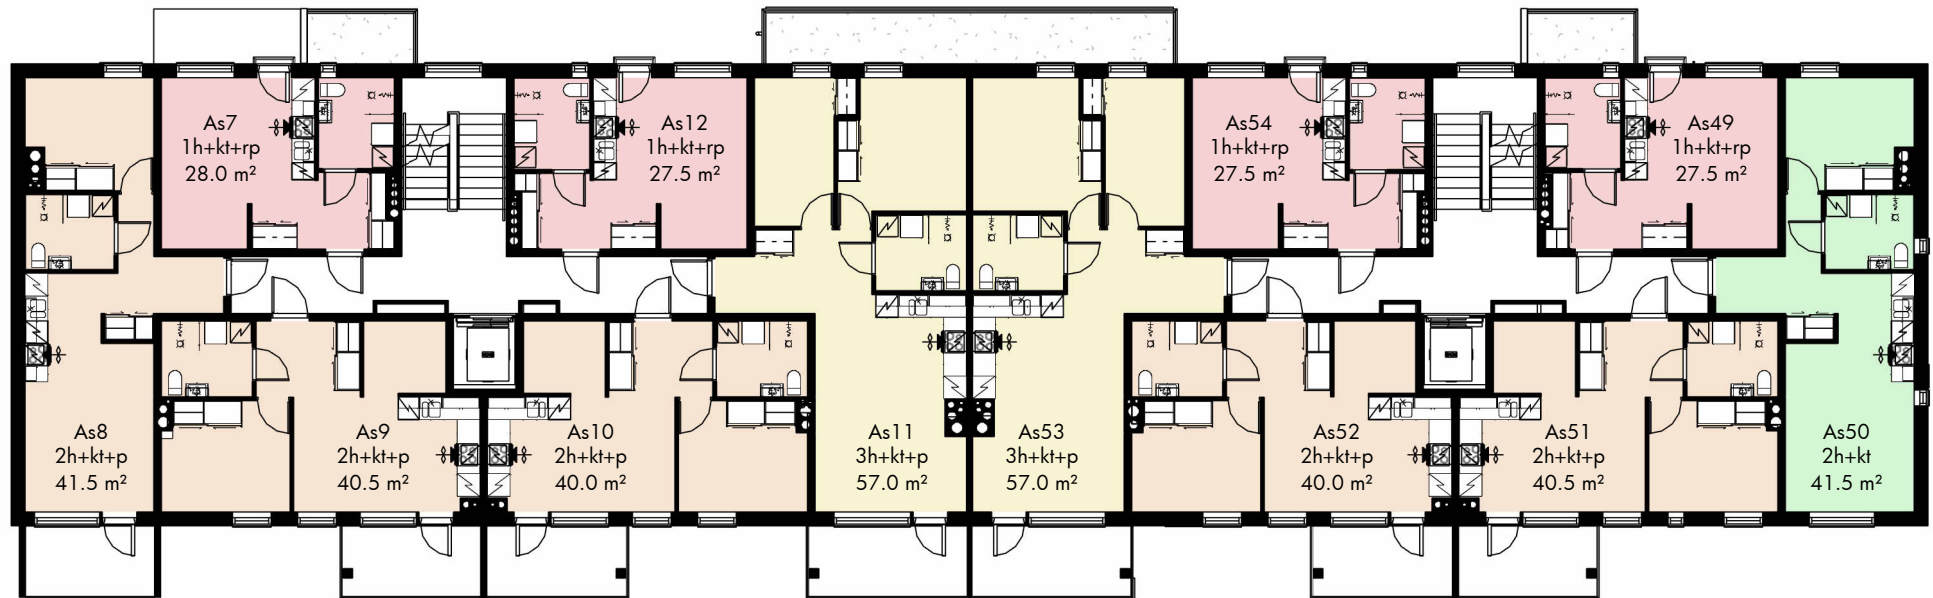 As7
1h+kt+rp
28.0 m²
As12
1h+kt+rp
27.5 m²
As54
1h+kt+rp
27.5 m²
As49
1h+kt+rp
27.5 m²
As8
2h+kt+p
41.5 m²
As9
2h+kt+p
40.5 m²
As10
2h+kt+p
40.0 m²
As11
3h+kt+p
57.0 m²
As53
3h+kt+p
57.0 m²
As52
2h+kt+p
40.0 m²
As51
2h+kt+p
40.5 m²
As50
2h+kt
41.5 m²